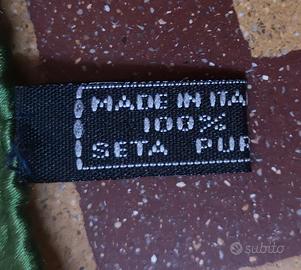 MADE IN ITA
100%
SETA PUR
subito